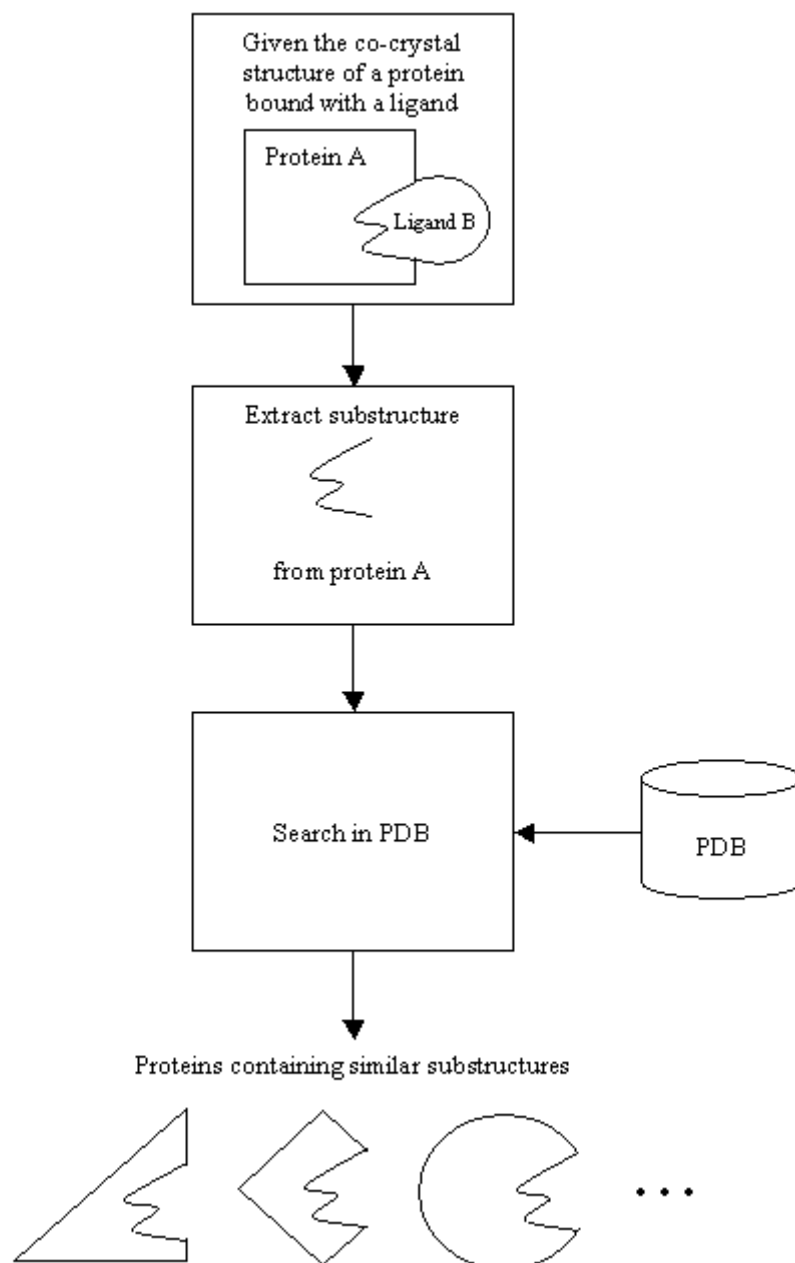 Given the co-crystal
structure of a protein
bound with a ligand
Protein A
Ligand B
Extract substructure
from protein A
Search in PDB
PDB
Proteins containing similar substructures